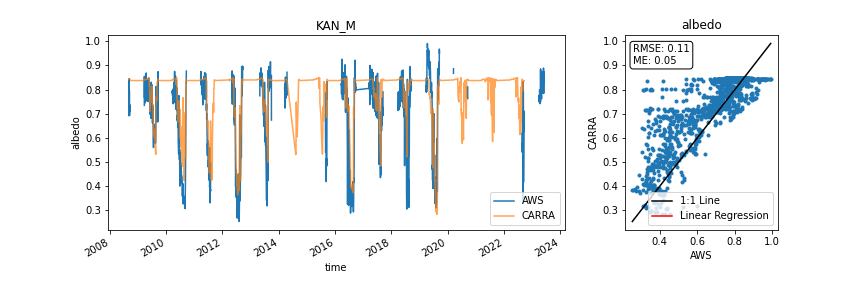 KAN_M
albedo
1.0
0.9
0.8
0.7
0.6
0.5
0.4
0.3
albedo
AWS
CARRA
2008
2010
2012
2014
2016
2018
2020
2022
2024
time
albedo
RMSE: 0.11
ME: 0.05
1.0
0.9
0.8
0.7
0.6
0.5
0.4
0.3
CARRA
1:1 Line
Linear Regression
0.4
0.6
0.8
1.0
AWS